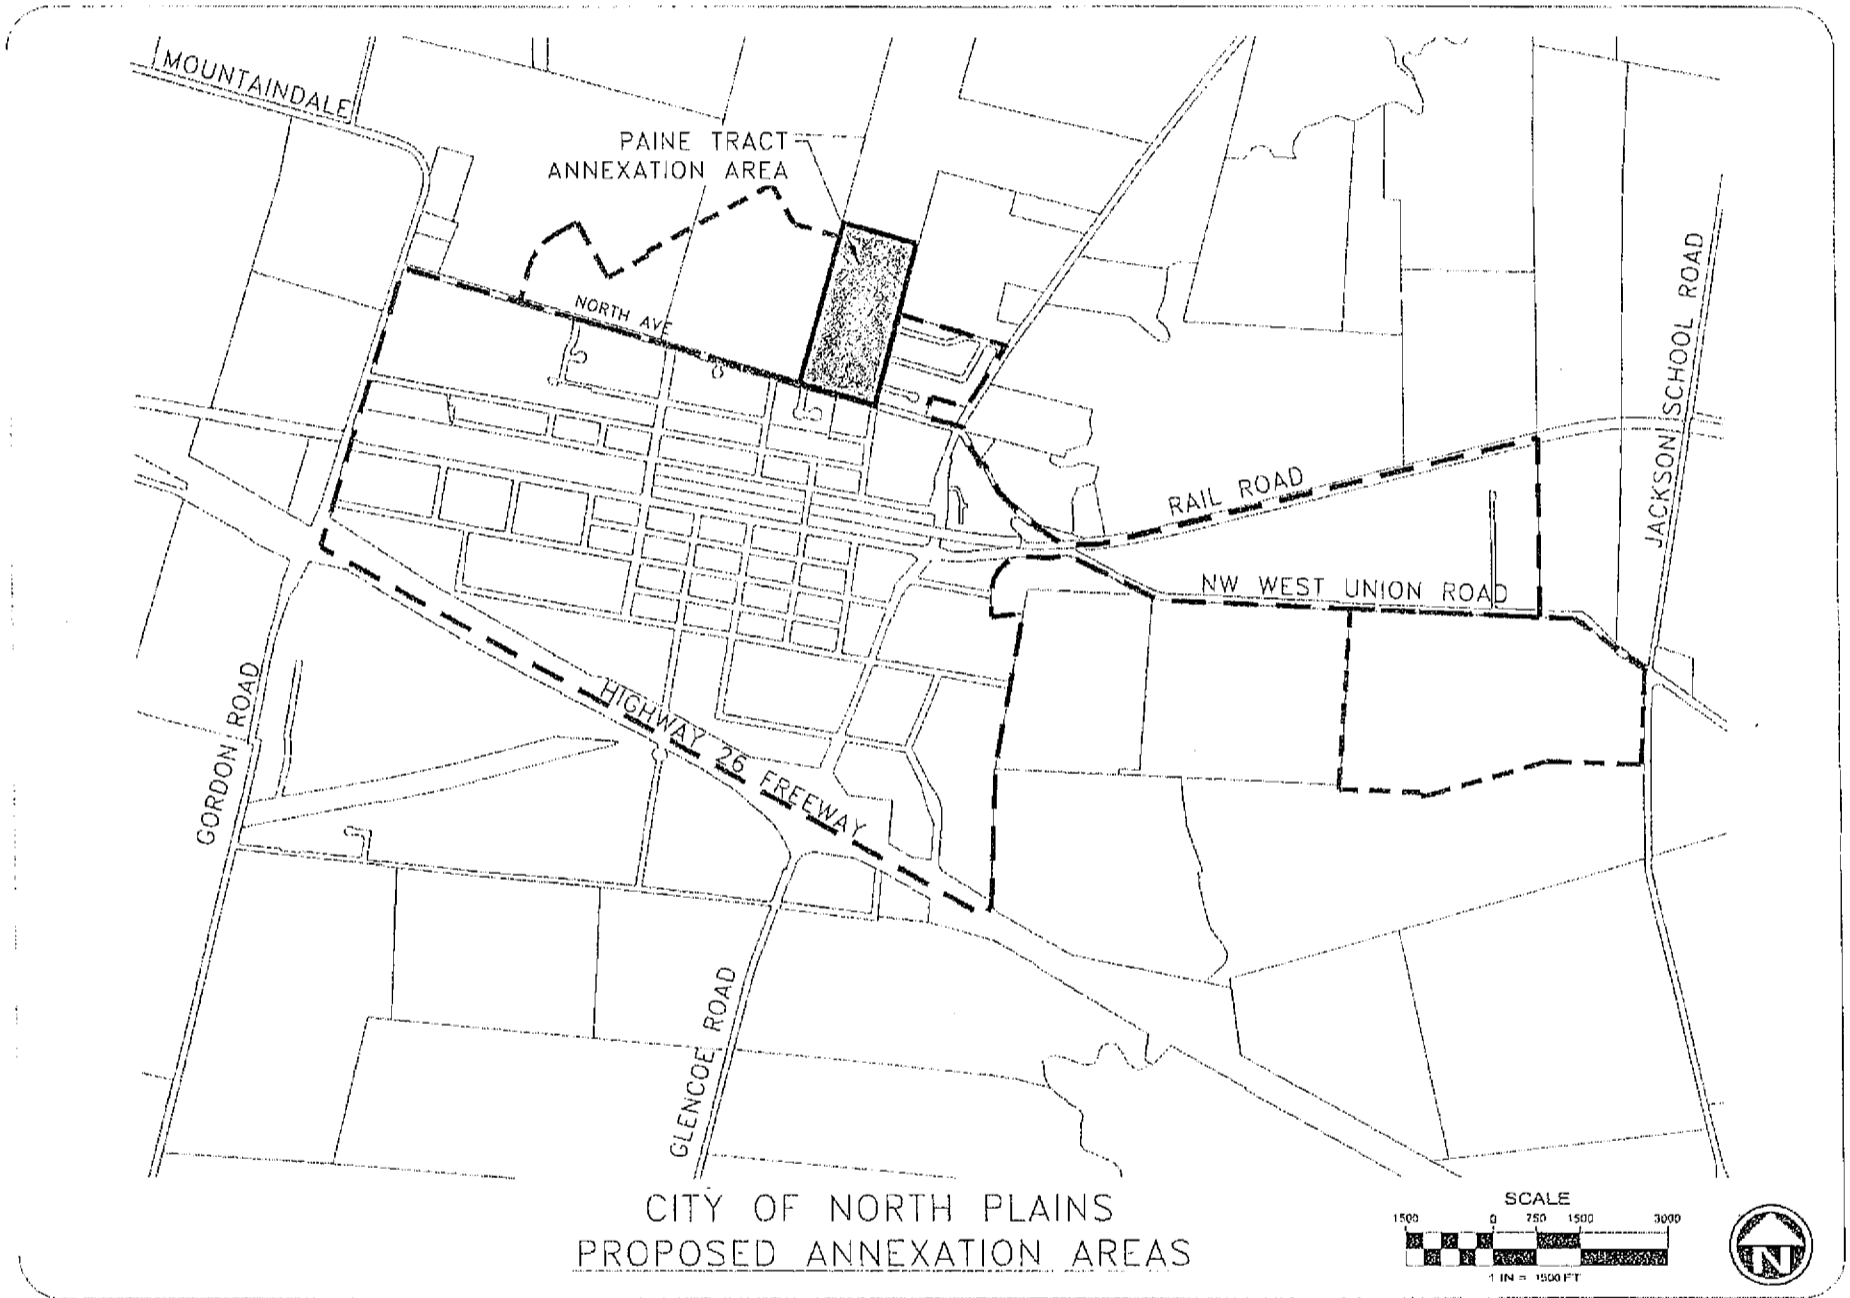 MOUNTAINDALE
PAINE TRACT
ANNEXATION AREA
NORTH AVE
JACKSON SCHOOL ROAD
RAIL ROAD
NW WEST UNION ROAD
HIGHWAY 26 FREEWAY
GORDON ROAD
GLENCOE ROAD
CITY OF NORTH PLAINS
PROPOSED ANNEXATION AREAS
SCALE
1500 0 750 1500 3000
1 IN = 1500 FT
N